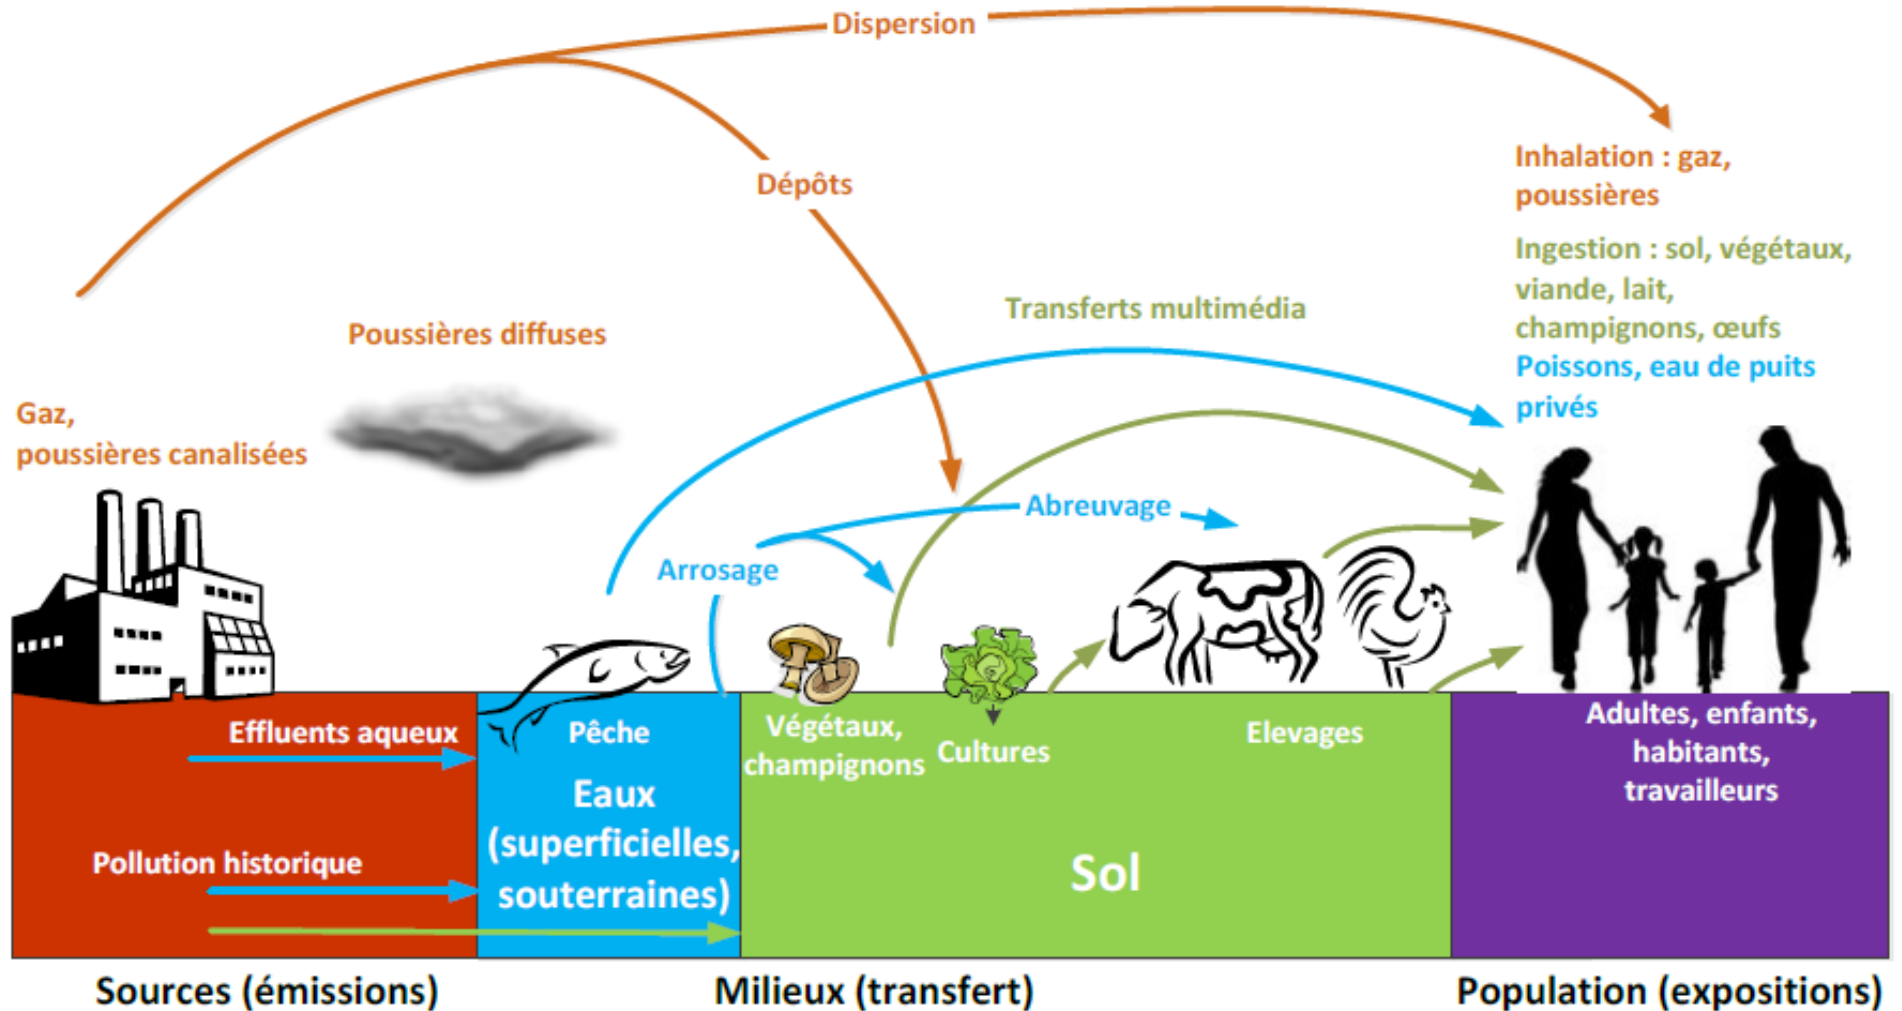 Dispersion
Dépôts
Inhalation : gaz,
poussières
Ingestion : sol, végétaux,
viande, lait,
champignons, œufs
Poissons, eau de puits
privés
Transferts multimédia
Poussières diffuses
Gaz,
poussières canalisées
Abreuvage
Arrosage
Effluents aqueux
Pollution historique
Pêche
Eaux
(superficielles,
souterraines)
Végétaux,
champignons
Cultures
Elevages
Sol
Adultes, enfants,
habitants,
travailleurs
Sources (émissions)
Milieux (transfert)
Population (expositions)